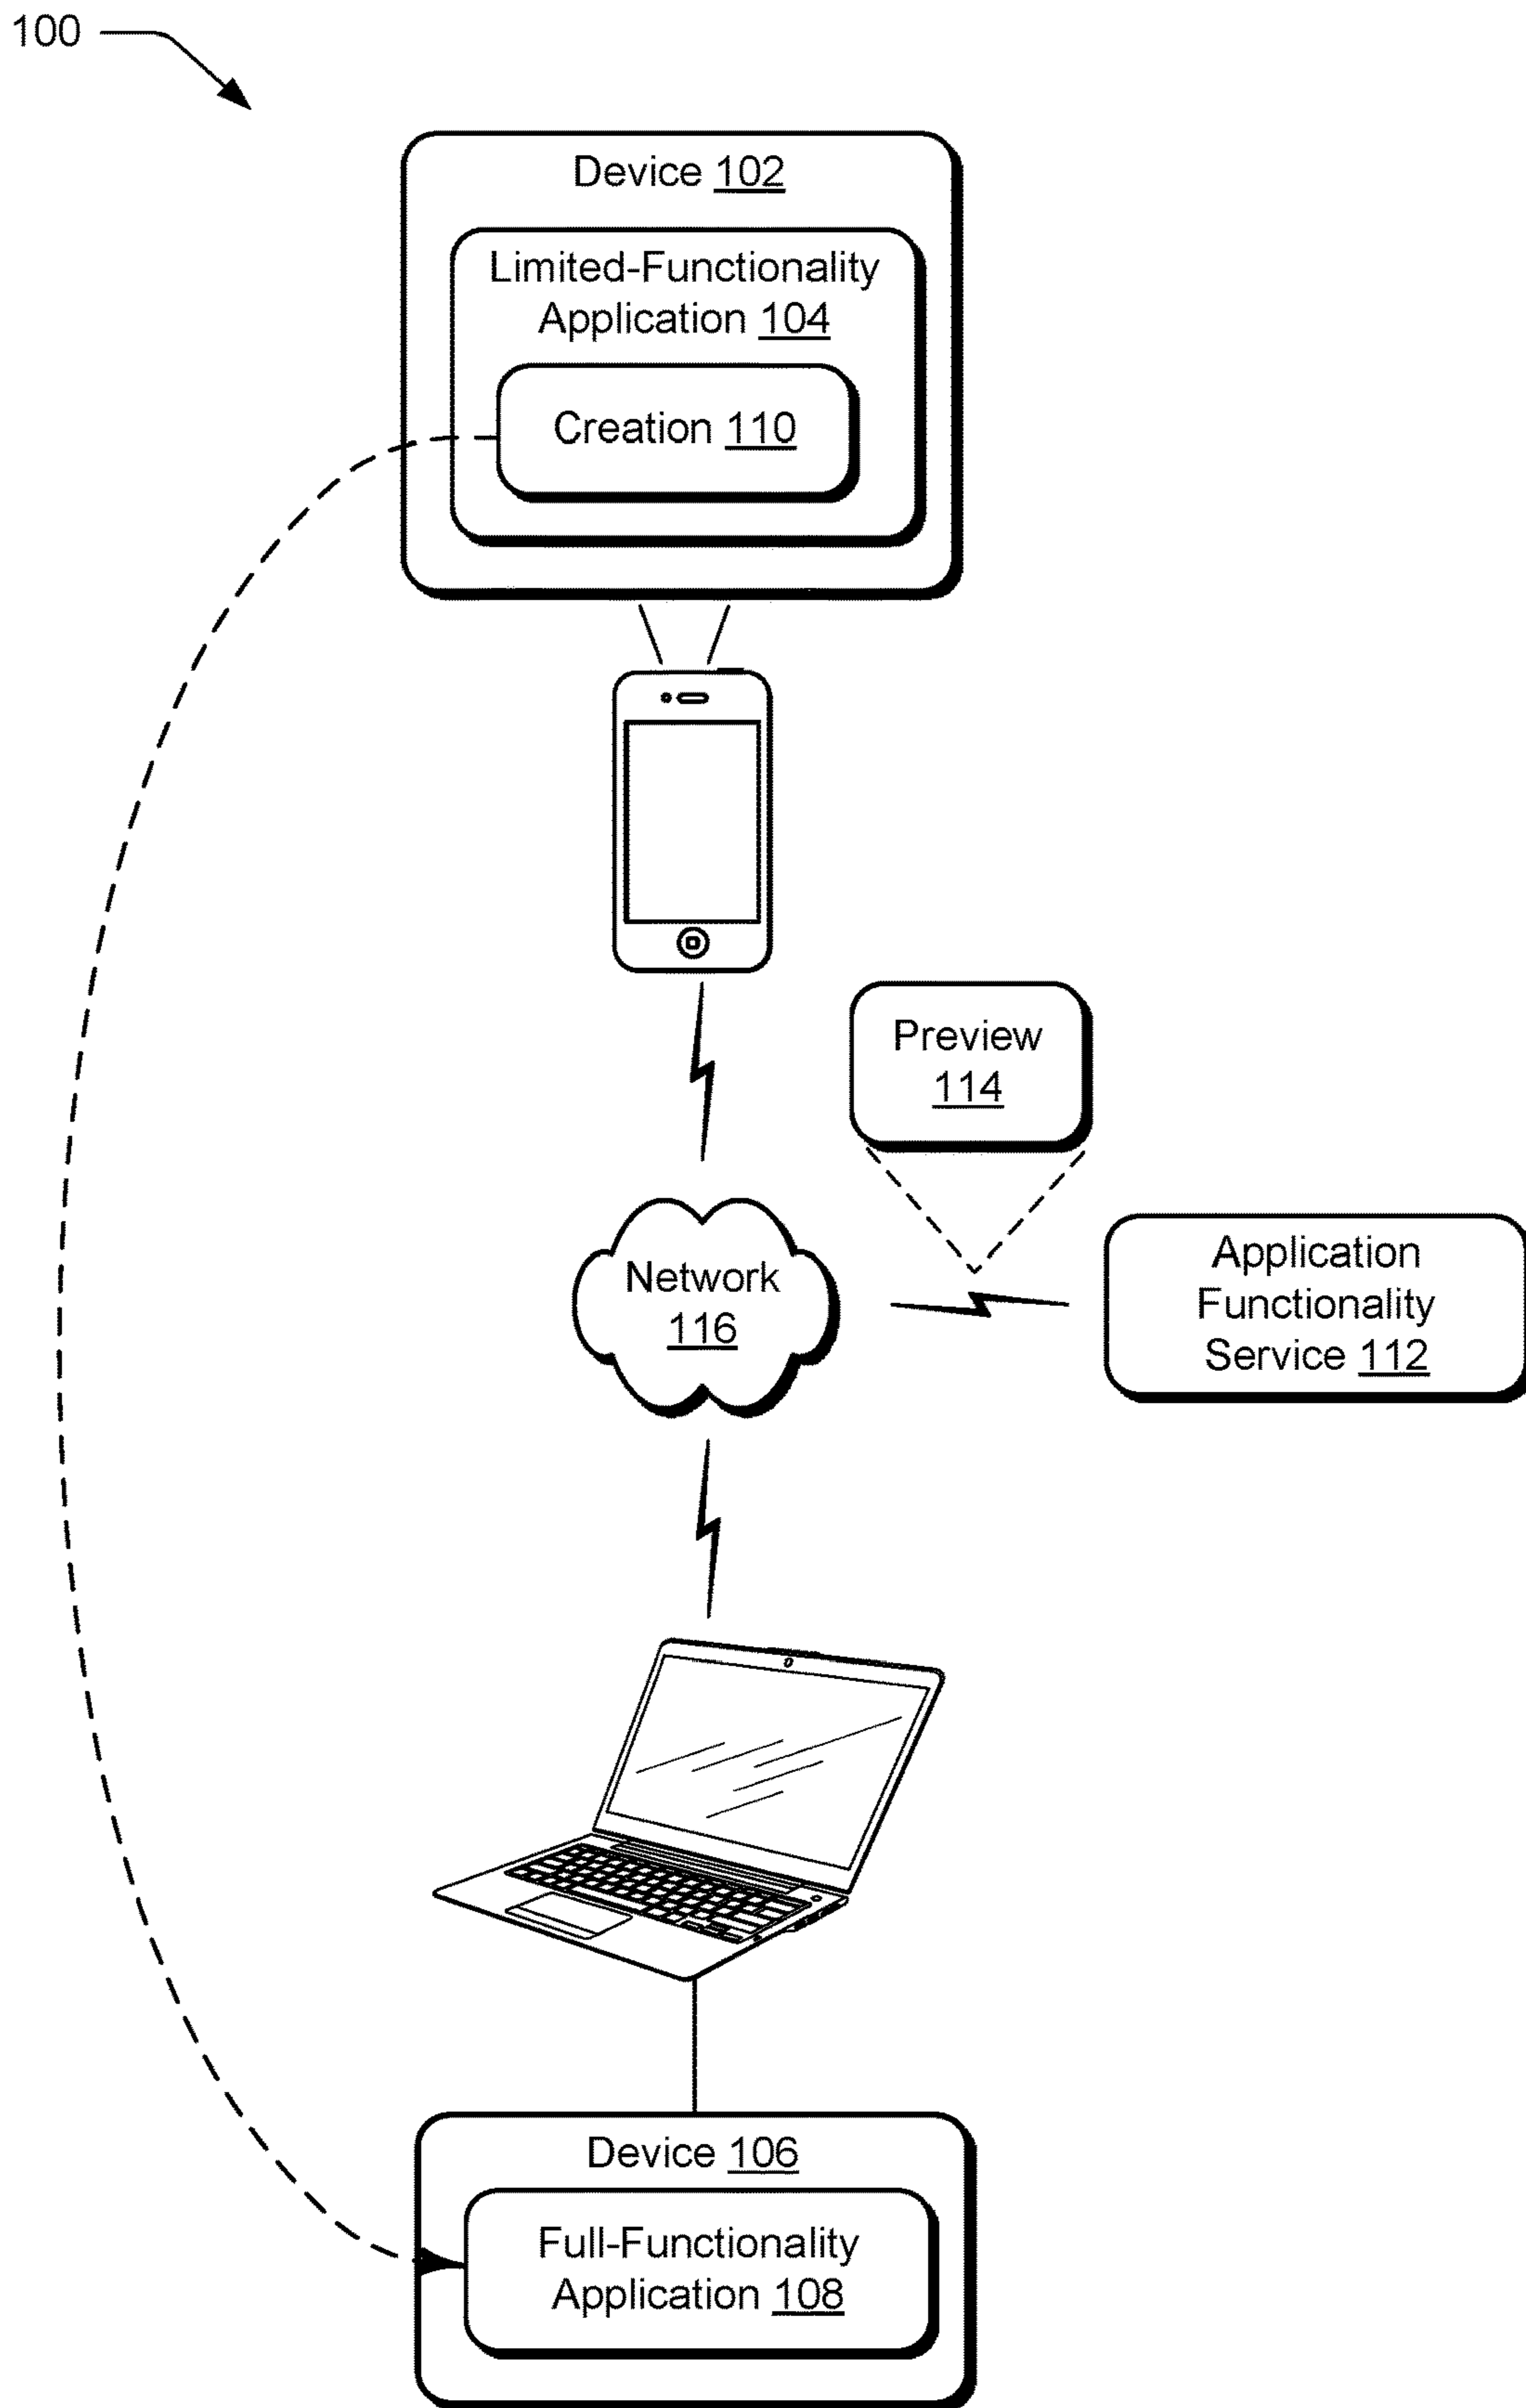 100
Device 102
Limited-Functionality
Application 104
Creation 110
Preview
114
Network
116
Application
Functionality
Service 112
Device 106
Full-Functionality
Application 108